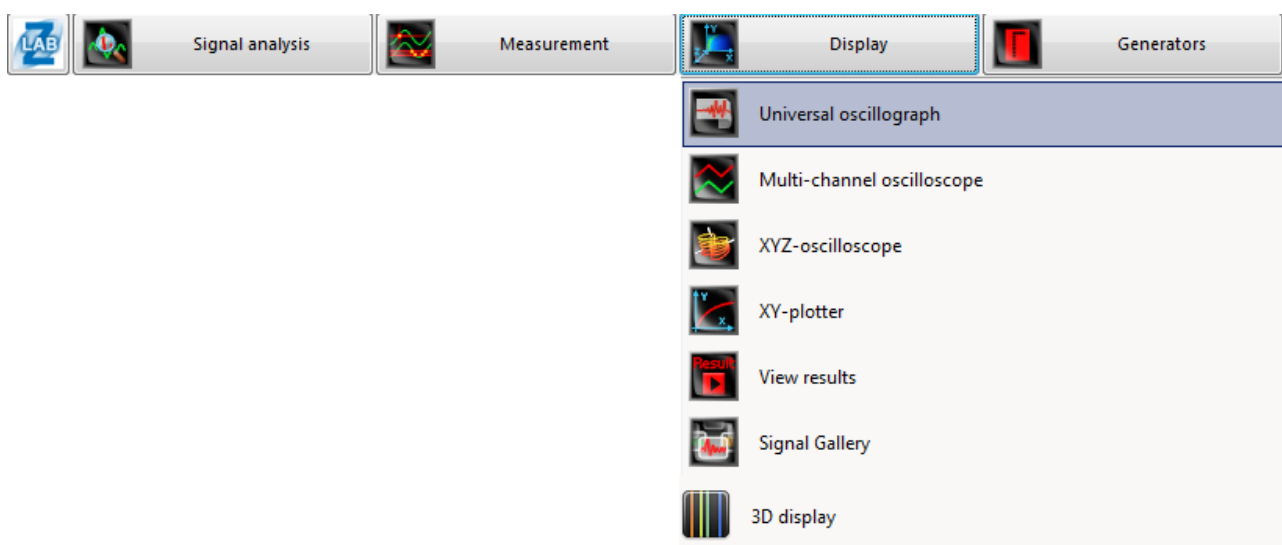 Z
LAB
Signal analysis
Measurement
Y
Z
X
Display
Generators
Universal oscillograph
Multi-channel oscilloscope
XYZ-oscilloscope
Y
X
XY-plotter
Result
View results
Signal Gallery
3D display